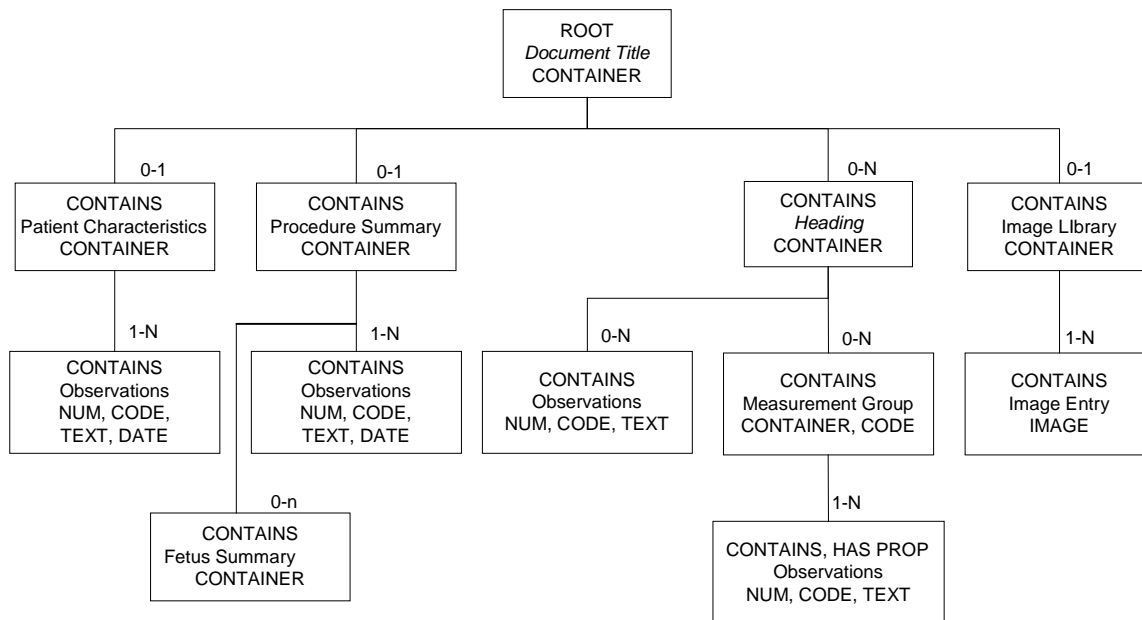 ROOT
Document Title
CONTAINER
0-1
0-1
0-N
0-1
CONTAINS
Patient Characteristics
CONTAINER
CONTAINS
Procedure Summary
CONTAINER
CONTAINS
Heading
CONTAINER
CONTAINS
Image LIbrary
CONTAINER
1-N
1-N
0-N
0-N
1-N
CONTAINS
Observations
NUM, CODE,
TEXT, DATE
CONTAINS
Observations
NUM, CODE,
TEXT, DATE
CONTAINS
Observations
NUM, CODE, TEXT
CONTAINS
Measurement Group
CONTAINER, CODE
CONTAINS
Image Entry
IMAGE
0-n
1-N
CONTAINS
Fetus Summary
CONTAINER
CONTAINS, HAS PROP
Observations
NUM, CODE, TEXT